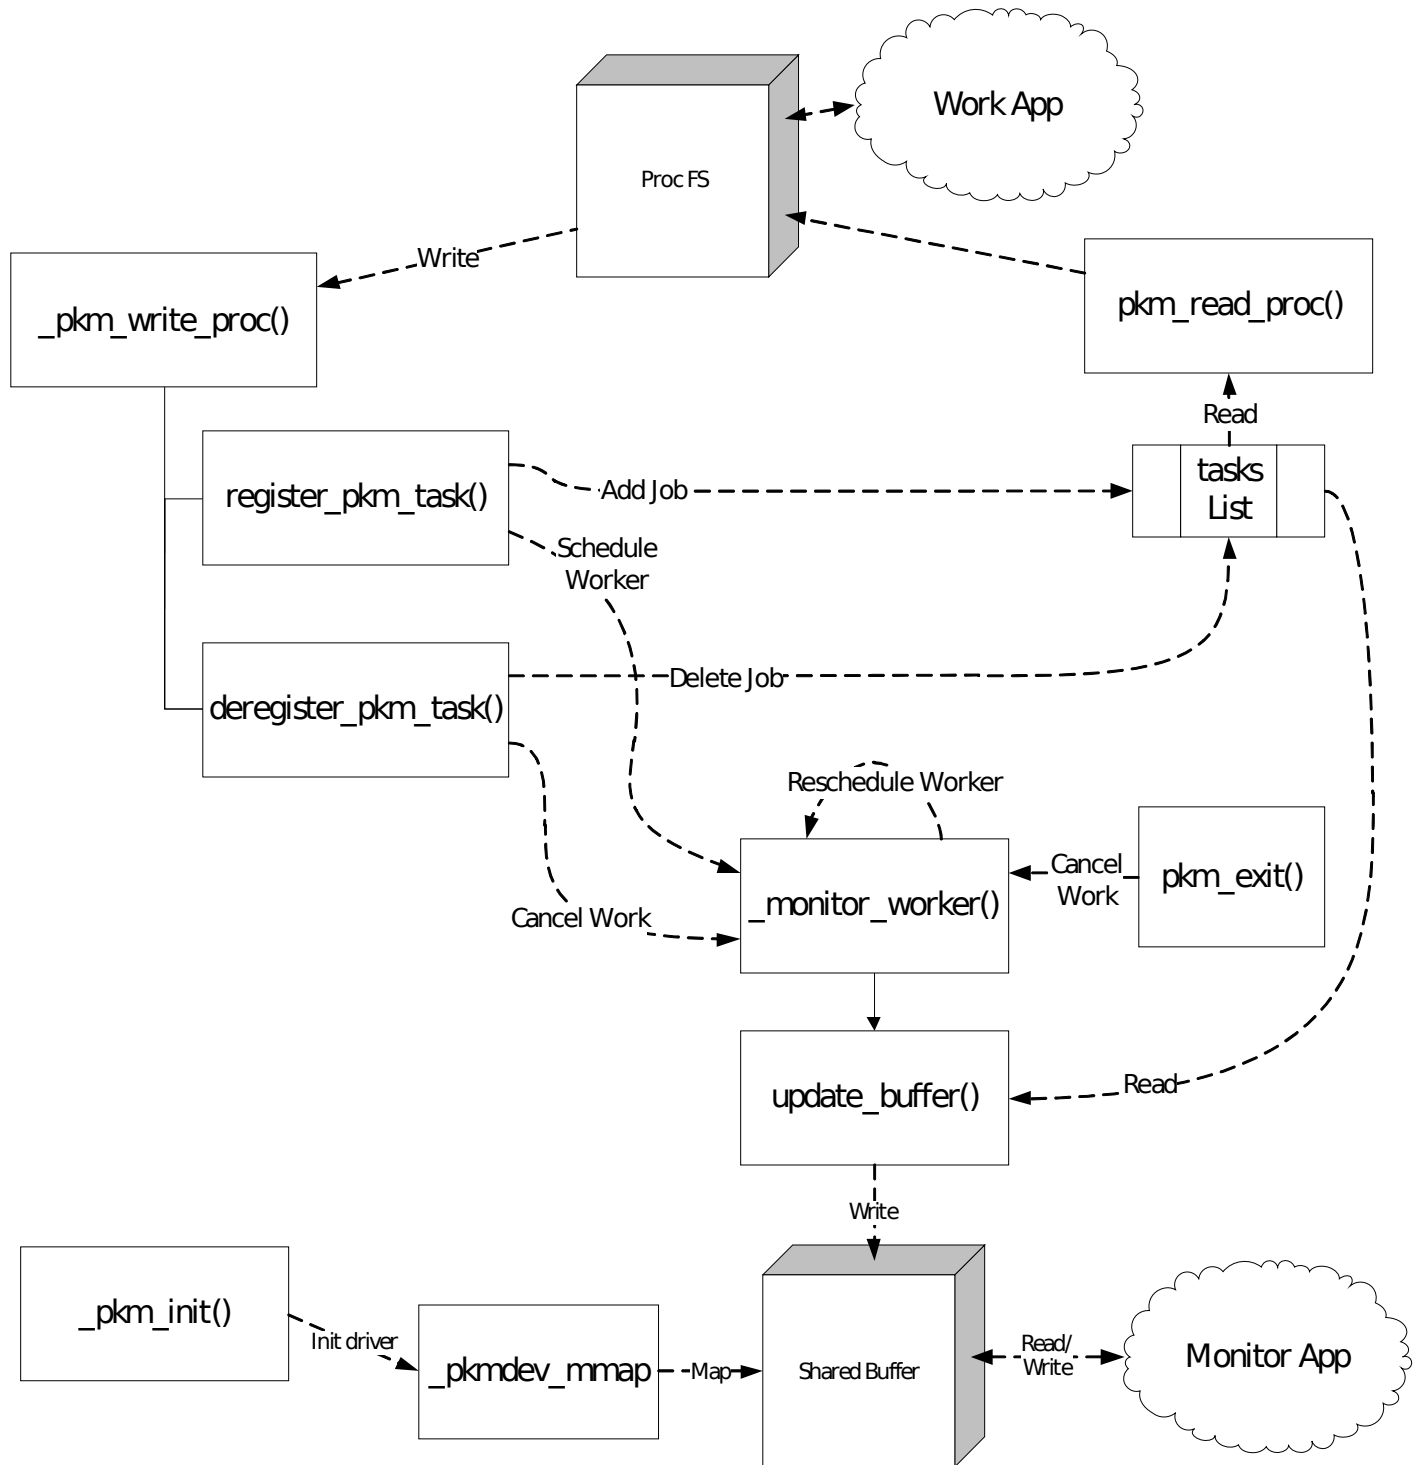 Work App
Proc FS
Write
_pkm_write_proc()
pkm_read_proc()
Read
register_pkm_task()
Add Job
tasks
List
Schedule
Worker
deregister_pkm_task()
Delete Job
Reschedule Worker
Cancel Work
_monitor_worker()
Cancel
Work
pkm_exit()
update_buffer()
Read
Write
_pkm_init()
Init driver
_pkmdev_mmap
Map
Shared Buffer
Read/
Write
Monitor App